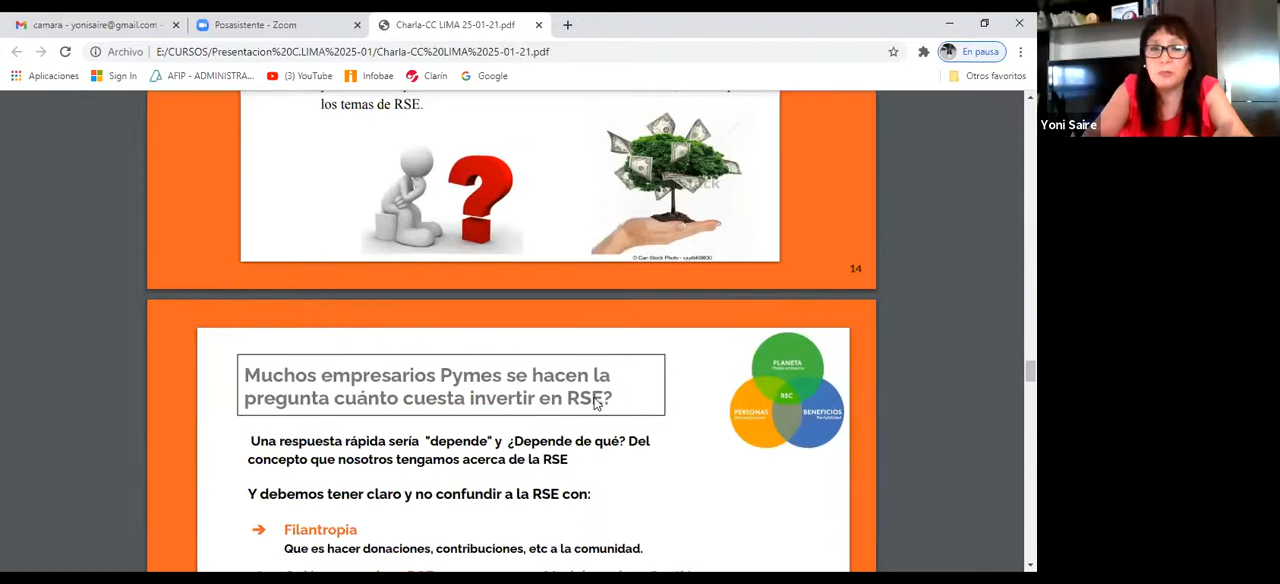 camara - yonisaire@gmail.com
Posasistente - Zoom
Charla-CC LIMA 25-01-21.pdf
Archivo
E:/CURSOS/Presentacion%20C.LIMA%2025-01/Charla-CC%20LIMA%2025-01-21.pdf
En pausa
Aplicaciones
Sign In
AFIP - ADMINISTRA...
(3) YouTube
Infobae
Clarín
Google
Otros favoritos
Yoni Saire
los temas de RSE.
© Can Stock Photo
14
Muchos empresarios Pymes se hacen la
pregunta cuánto cuesta invertir en RSE?
PLANETA
RSC
PERSONAS
BENEFICIOS
Una respuesta rápida sería "depende" y ¿Depende de qué? Del
concepto que nosotros tengamos acerca de la RSE
Y debemos tener claro y no confundir a la RSE con:
➔ Filantropia
Que es hacer donaciones, contribuciones, etc a la comunidad.